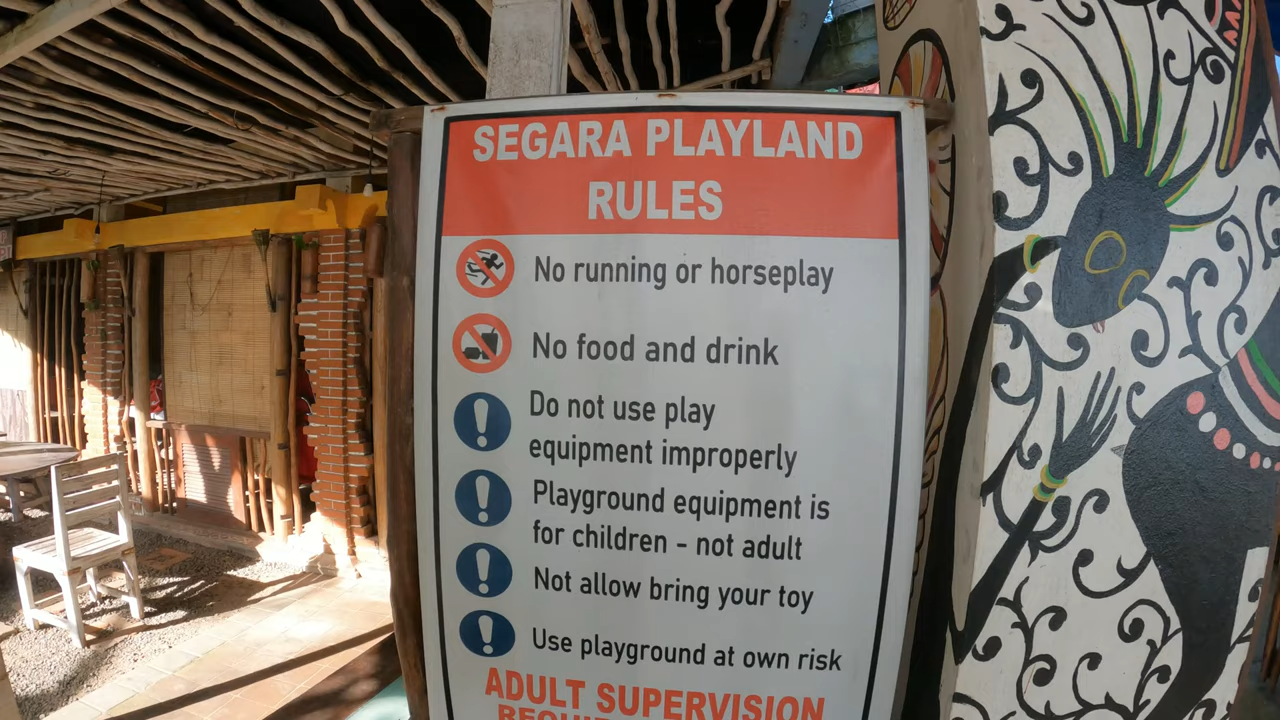 SEGARA PLAYLAND
RULES
No running or horseplay
No food and drink
Do not use play
equipment improperly
Playground equipment is
for children - not adult
Not allow bring your toy
Use playground at own risk
ADULT SUPERVISION